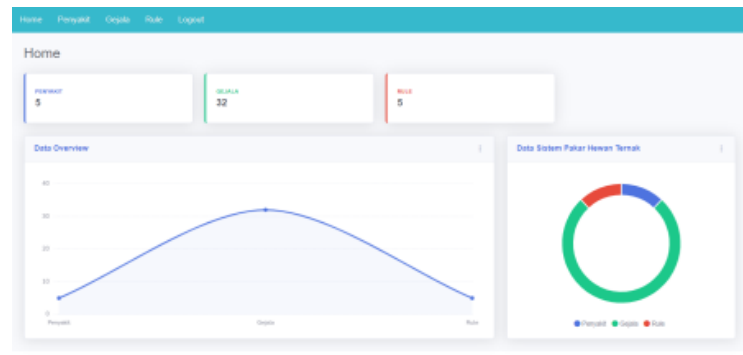 Home Penyakit Gejala Rule Logout
Home
PENYAKIT
5
GEJALA
32
RULE
5
Data Overview
Data Sistem Pakar Hewan Ternak
40
30
20
10
0
Penyakit Gejala Rule
Penyakit Gejala Rule